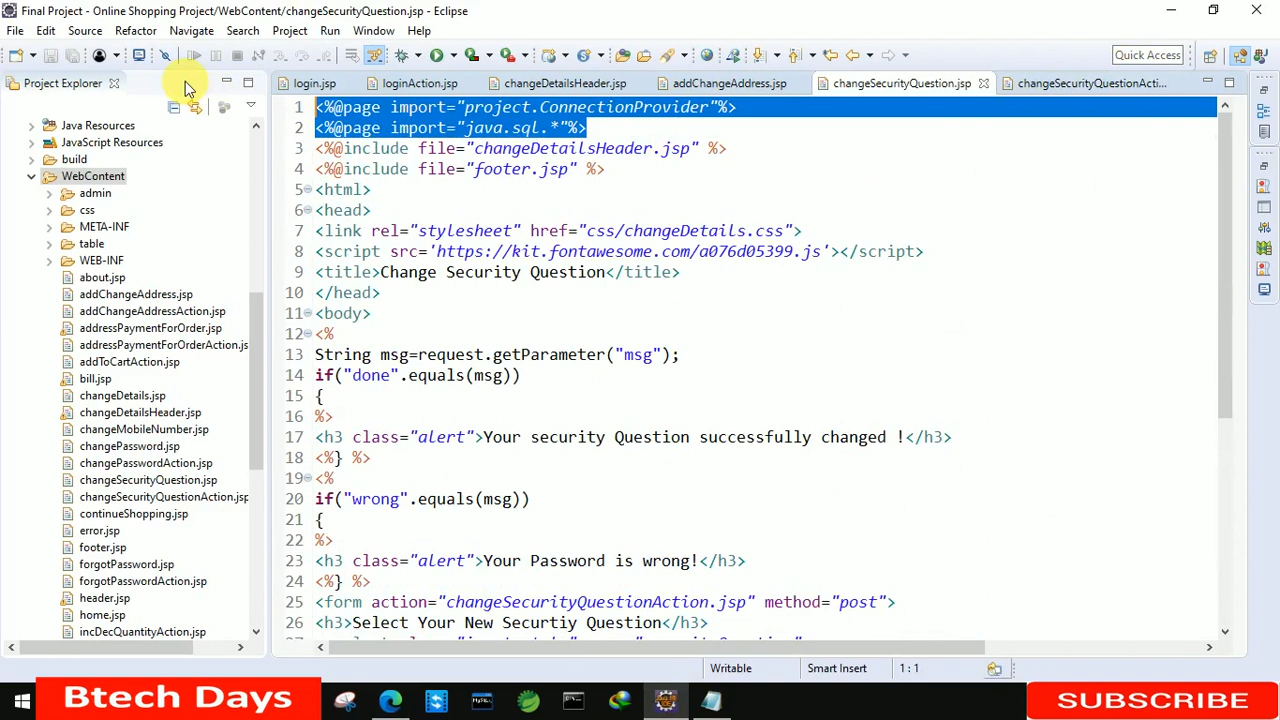 Final Project - Online Shopping Project/WebContent/changeSecurityQuestion.jsp - Eclipse
File Edit Source Refactor Navigate Search Project Run Window Help
Quick Access
Project Explorer
login.jsp loginAction.jsp changeDetailsHeader.jsp addChangeAddress.jsp changeSecurityQuestion.jsp changeSecurityQuestionActi...
Java Resources
JavaScript Resources
build
WebContent
admin
css
META-INF
table
WEB-INF
about.jsp
addChangeAddress.jsp
addChangeAddressAction.jsp
addressPaymentForOrder.jsp
addressPaymentForOrderAction.js
addToCartAction.jsp
bill.jsp
changeDetails.jsp
changeDetailsHeader.jsp
changeMobileNumber.jsp
changePassword.jsp
changePasswordAction.jsp
changeSecurityQuestion.jsp
changeSecurityQuestionAction.jsp
continueShopping.jsp
error.jsp
footer.jsp
forgotPassword.jsp
forgotPasswordAction.jsp
header.jsp
home.jsp
incDecQuantityAction.jsp
1 <%@page import="project.ConnectionProvider"%>
2 <%@page import="java.sql.*"%>
3 <%@include file="changeDetailsHeader.jsp" %>
4 <%@include file="footer.jsp" %>
5 <html>
6 <head>
7 <link rel="stylesheet" href="css/changeDetails.css">
8 <script src='https://kit.fontawesome.com/a076d05399.js'></script>
9 <title>Change Security Question</title>
10 </head>
11 <body>
12 <%
13 String msg=request.getParameter("msg");
14 if("done".equals(msg))
15 {
16 %>
17 <h3 class="alert">Your security Question successfully changed !</h3>
18 <%} %>
19 <%
20 if("wrong".equals(msg))
21 {
22 %>
23 <h3 class="alert">Your Password is wrong!</h3>
24 <%} %>
25 <form action="changeSecurityQuestionAction.jsp" method="post">
26 <h3>Select Your New Securtiy Question</h3>
Writable Smart Insert 1 : 1
Btech Days
SUBSCRIBE